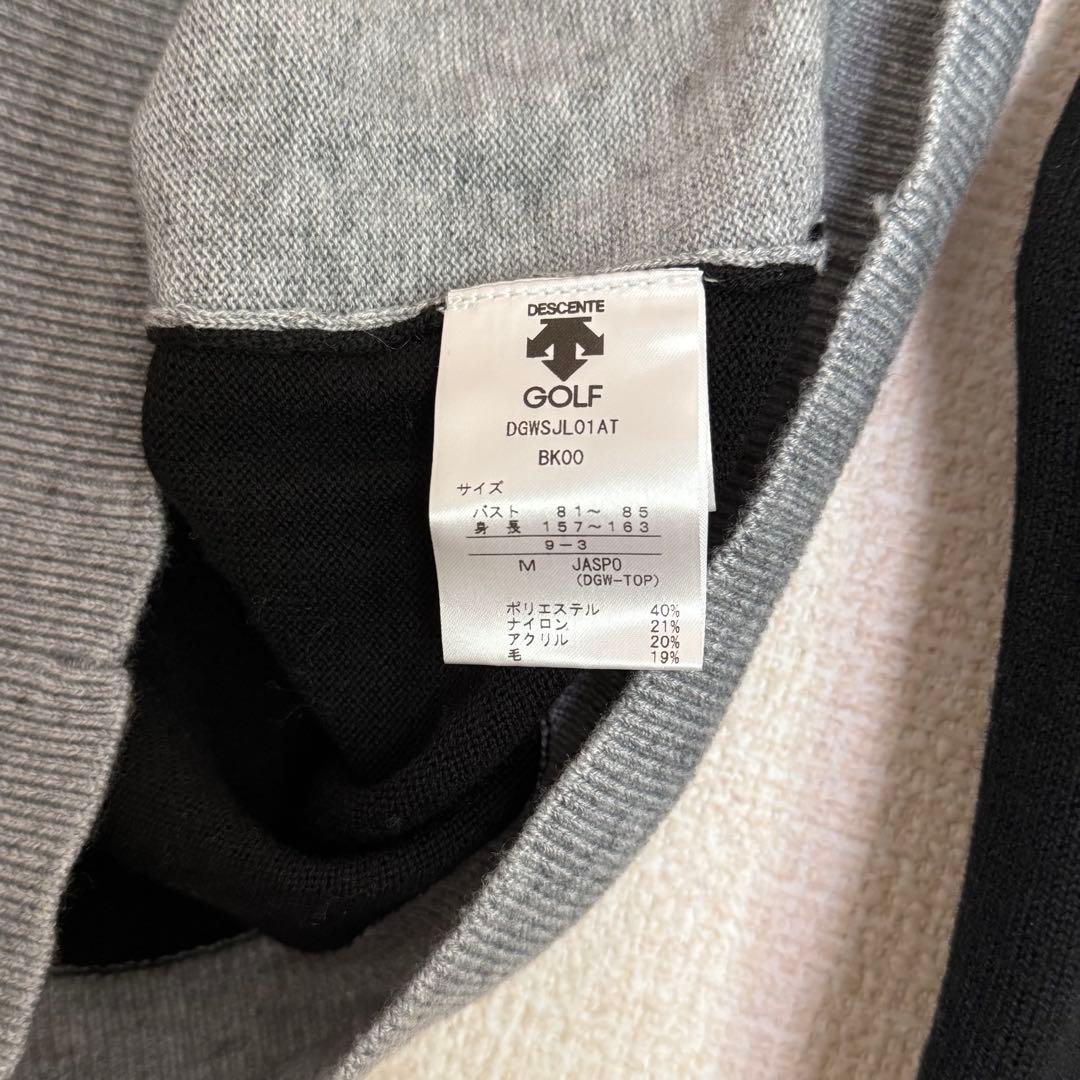 DESCENTE
GOLF
DGWSJL01AT
BK00
サイズ
バスト 81～ 85
身長 157～163
9－3
M JASPO
(DGW-TOP)
ポリエステル 40%
ナイロン 21%
アクリル 20%
毛 19%